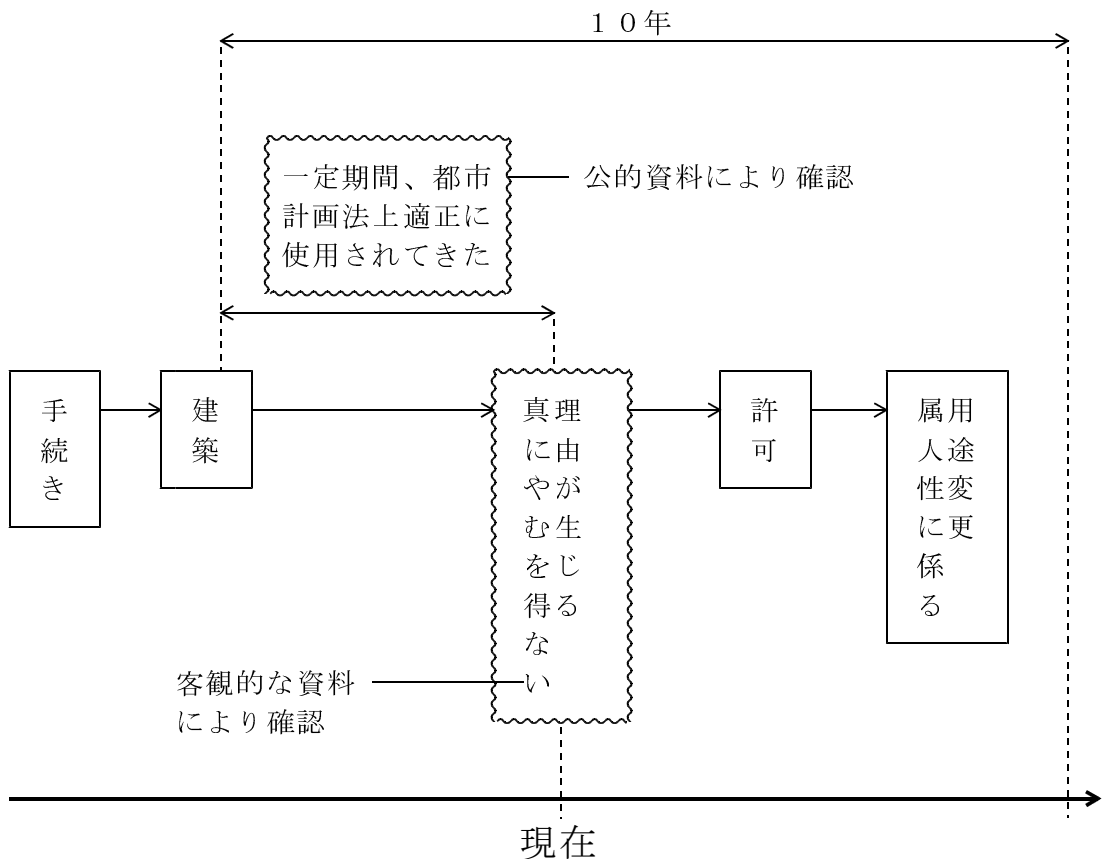 １０年
一定期間、都市
計画法上適正に
使用されてきた
公的資料により確認
手続き
建築
真にやむを得ない
理由が生じる
許可
属人性に係る
用途変更
客観的な資料
により確認
現在